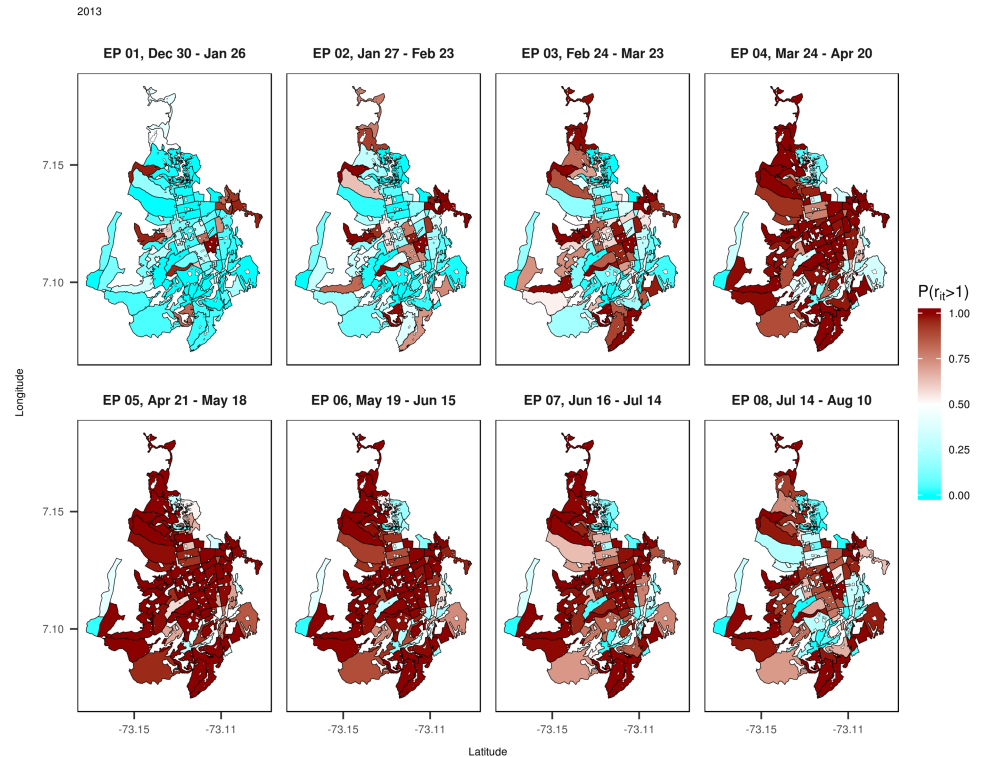 2013
EP 01, Dec 30 - Jan 26
EP 02, Jan 27 - Feb 23
EP 03, Feb 24 - Mar 23
EP 04, Mar 24 - Apr 20
7.15
7.10
EP 05, Apr 21 - May 18
EP 06, May 19 - Jun 15
EP 07, Jun 16 - Jul 14
EP 08, Jul 14 - Aug 10
7.15
7.10
-73.15 -73.11 -73.15 -73.11 -73.15 -73.11 -73.15 -73.11
Longitude
Latitude
P(rit>1)
1.00
0.75
0.50
0.25
0.00